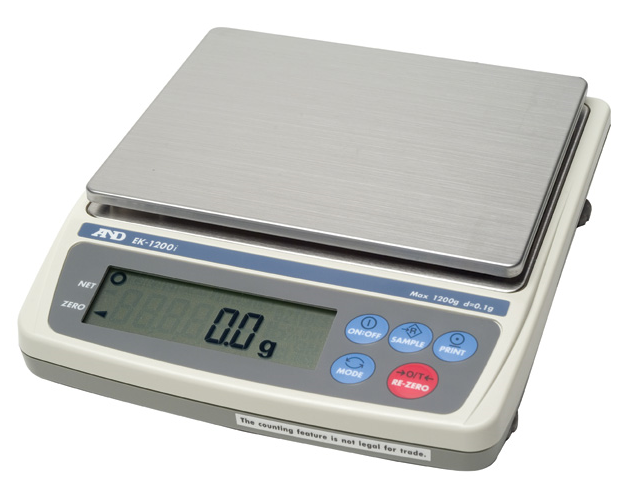 AND EK-1200i
Max 1200g d=0.1g
NET
ZERO
0.0 g
ON:OFF
→R
SAMPLE
PRINT
MODE
→O/T←
RE-ZERO
The counting feature is not legal for trade.